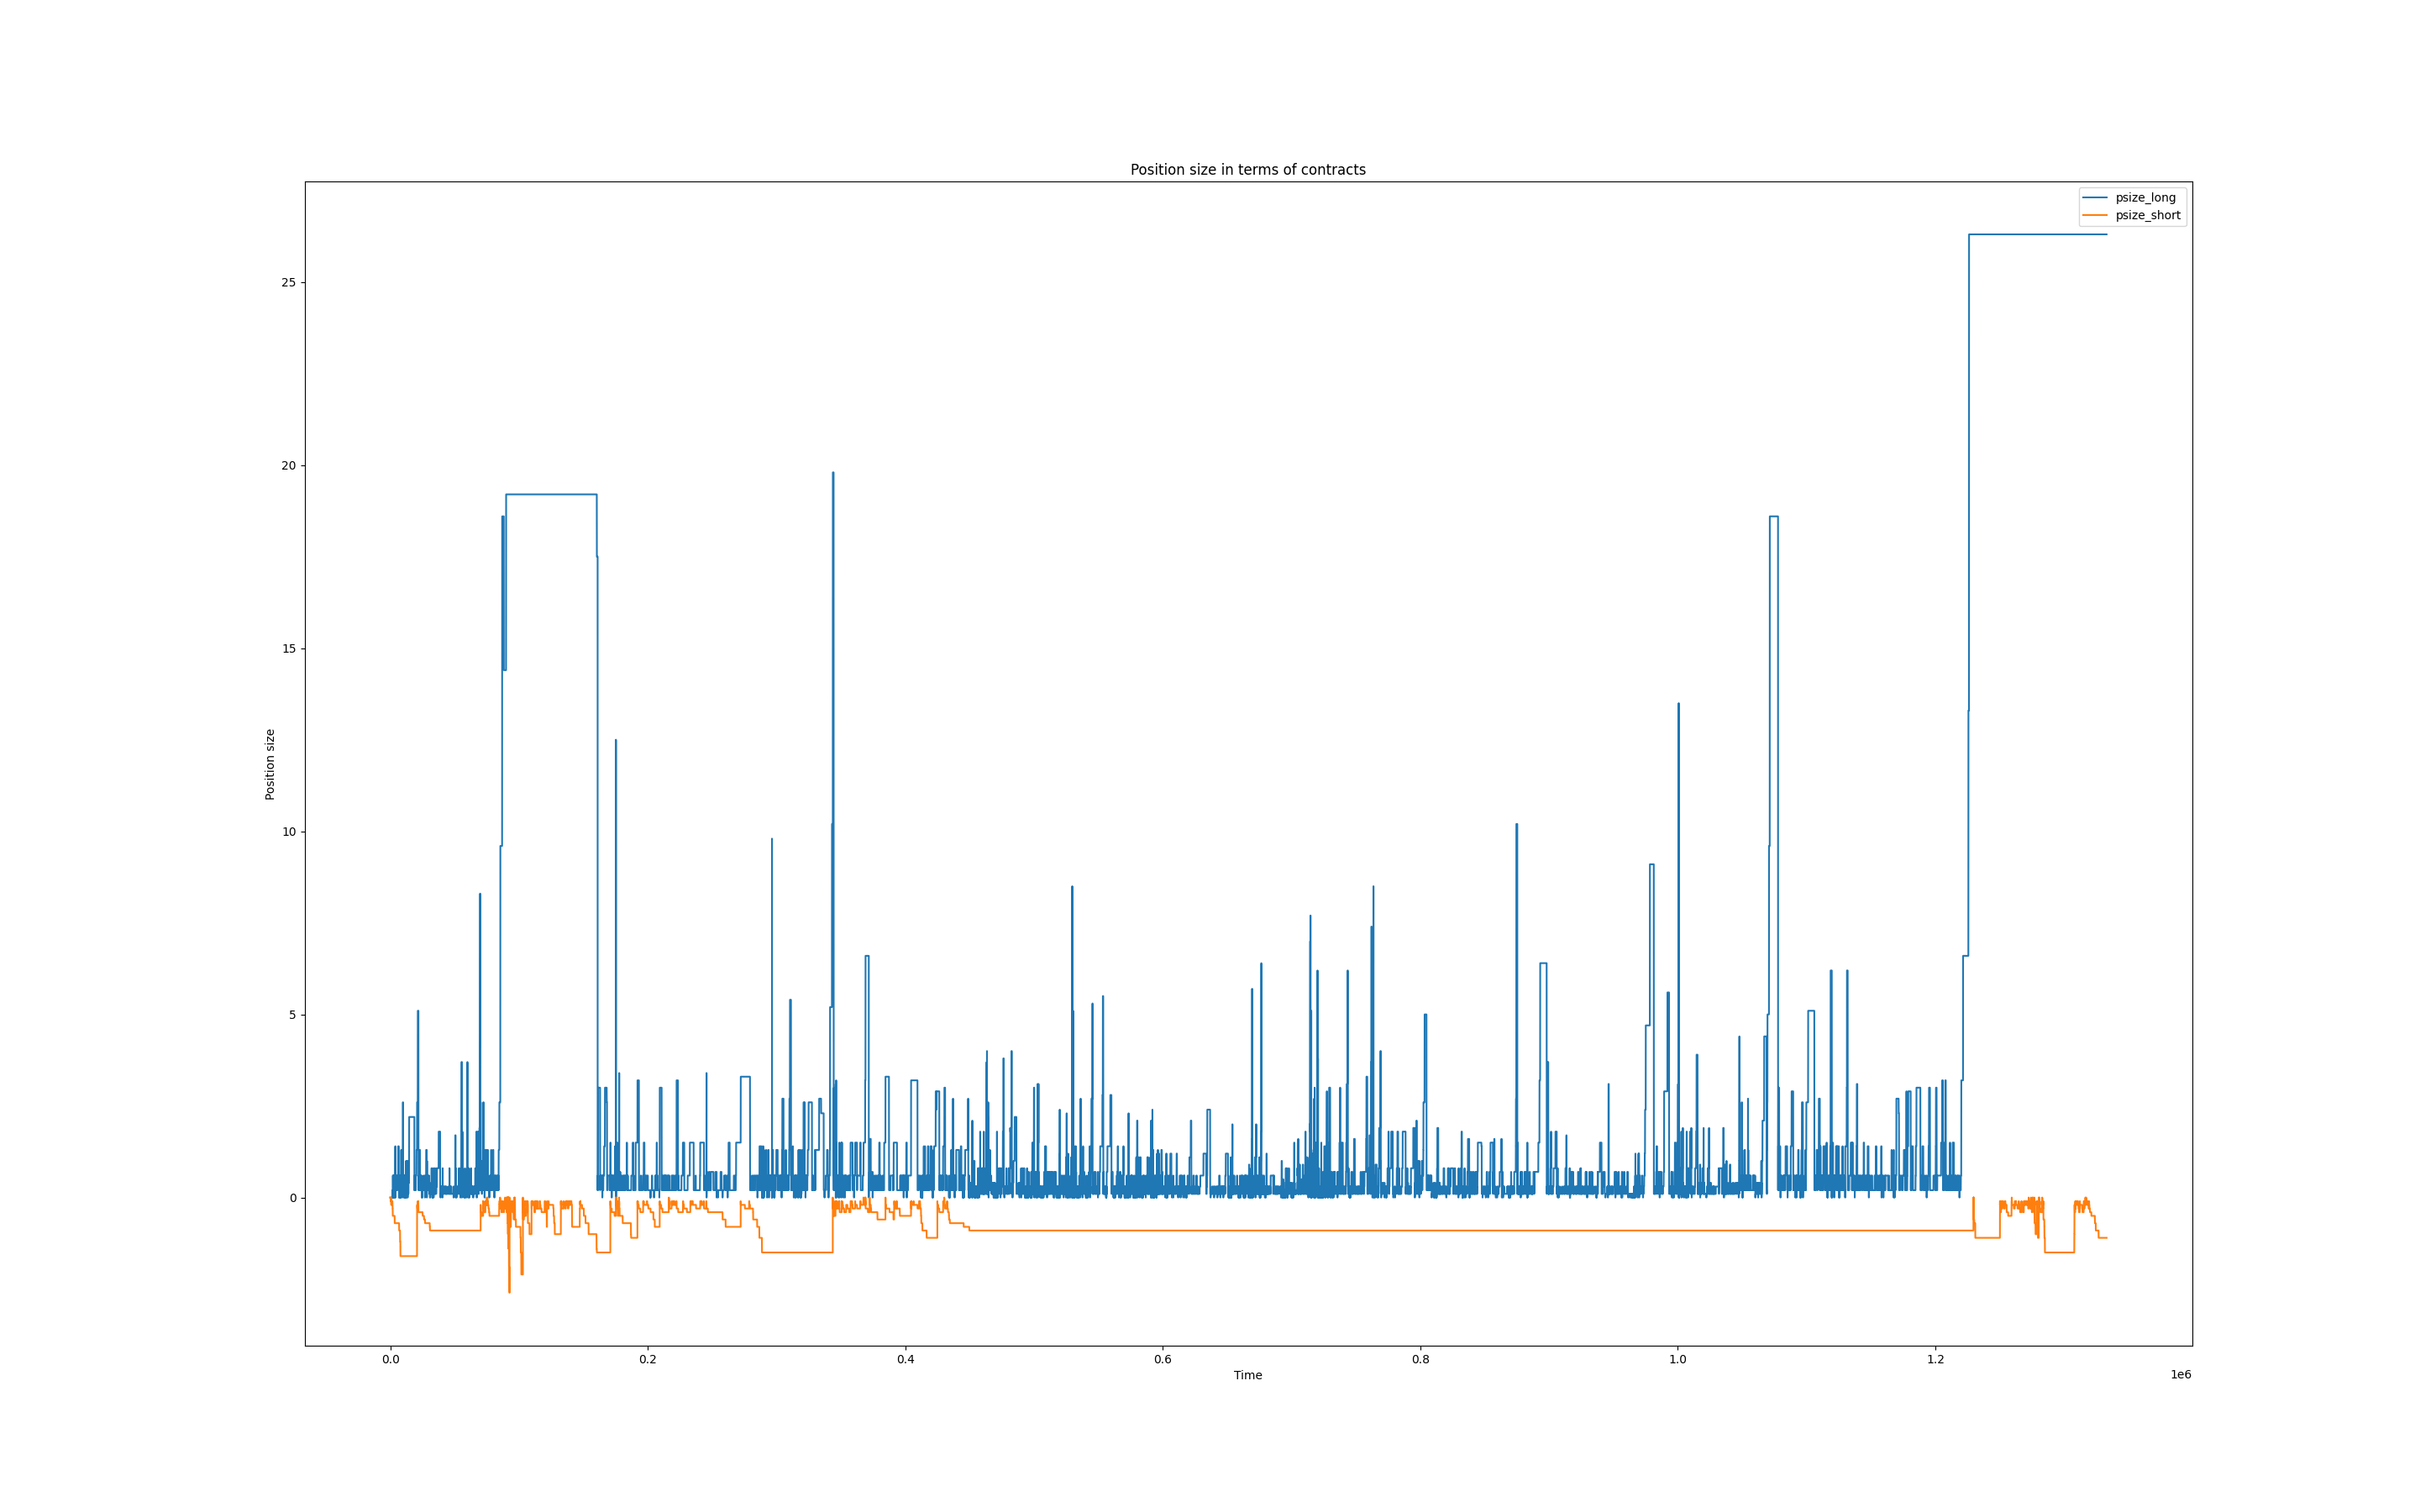 Position size in terms of contracts
psize_long
psize_short
25
20
15
10
5
0
Position size
0.0 0.2 0.4 0.6 0.8 1.0 1.2
Time
1e6